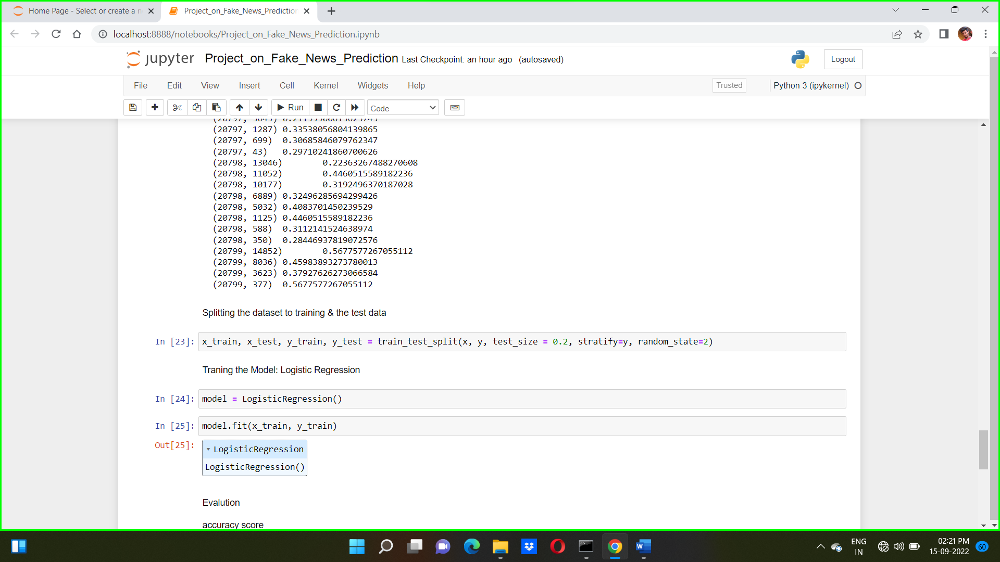 Home Page - Select or create a n
Project_on_Fake_News_Prediction
localhost:8888/notebooks/Project_on_Fake_News_Prediction.ipynb
jupyter Project_on_Fake_News_Prediction Last Checkpoint: an hour ago (autosaved)
Logout
File Edit View Insert Cell Kernel Widgets Help
Trusted
Python 3 (ipykernel)
Run
Code
(20797, 1287) 0.33538056804139865
(20797, 699) 0.30685846079762347
(20797, 43) 0.29710241860700626
(20798, 13046) 0.22363267488270608
(20798, 11052) 0.4460515589182236
(20798, 10177) 0.3192496370187028
(20798, 6889) 0.32496285694299426
(20798, 5032) 0.4083701450239529
(20798, 1125) 0.4460515589182236
(20798, 588) 0.3112141524638974
(20798, 350) 0.28446937819072576
(20799, 14852) 0.5677577267055112
(20799, 8036) 0.45983893273780013
(20799, 3623) 0.37927626273066584
(20799, 377) 0.5677577267055112
Splitting the dataset to training & the test data
In [23]: x_train, x_test, y_train, y_test = train_test_split(x, y, test_size = 0.2, stratify=y, random_state=2)
Traning the Model: Logistic Regression
In [24]: model = LogisticRegression()
In [25]: model.fit(x_train, y_train)
Out[25]: LogisticRegression
LogisticRegression()
Evalution
accuracy score
ENG
IN
02:21 PM
15-09-2022
60